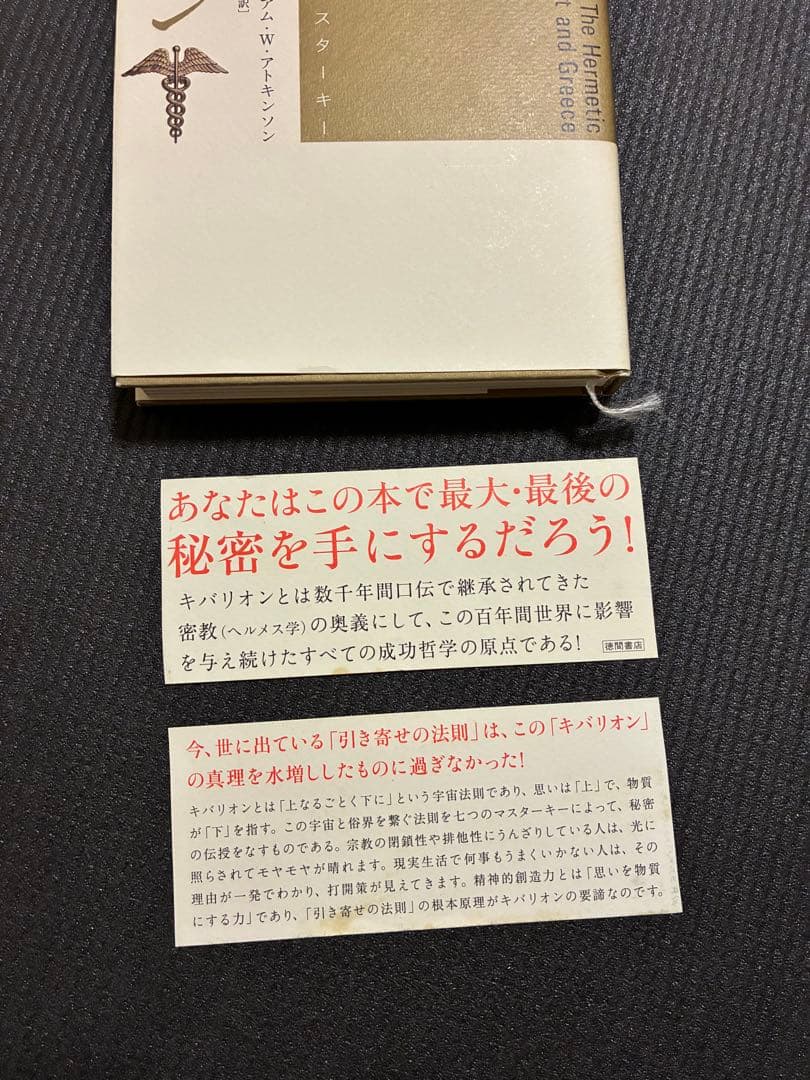 アム・W・アトキンソン
訳］
スターキー
The Hermetic
and Greece
あなたはこの本で最大・最後の
秘密を手にするだろう！
キバリオンとは数千年間口伝で継承されてきた
密教（ヘルメス学）の奥義にして、この百年間世界に影響
を与え続けたすべての成功哲学の原点である！
徳間書店
今、世に出ている「引き寄せの法則」は、この「キバリオン」
の真理を水増ししたものに過ぎなかった！
キバリオンとは「上なるごとく下に」という宇宙法則であり、思いは「上」で、物質
が「下」を指す。この宇宙と俗界を繋ぐ法則を七つのマスターキーによって、秘密
の伝授をなすものである。宗教の閉鎖性や排他性にうんざりしている人は、光に
照らされてモヤモヤが晴れます。現実生活で何事もうまくいかない人は、その
理由が一発でわかり、打開策が見えてきます。精神的創造力とは「思いを物質
にする力」であり、「引き寄せの法則」の根本原理がキバリオンの要諦なのです。